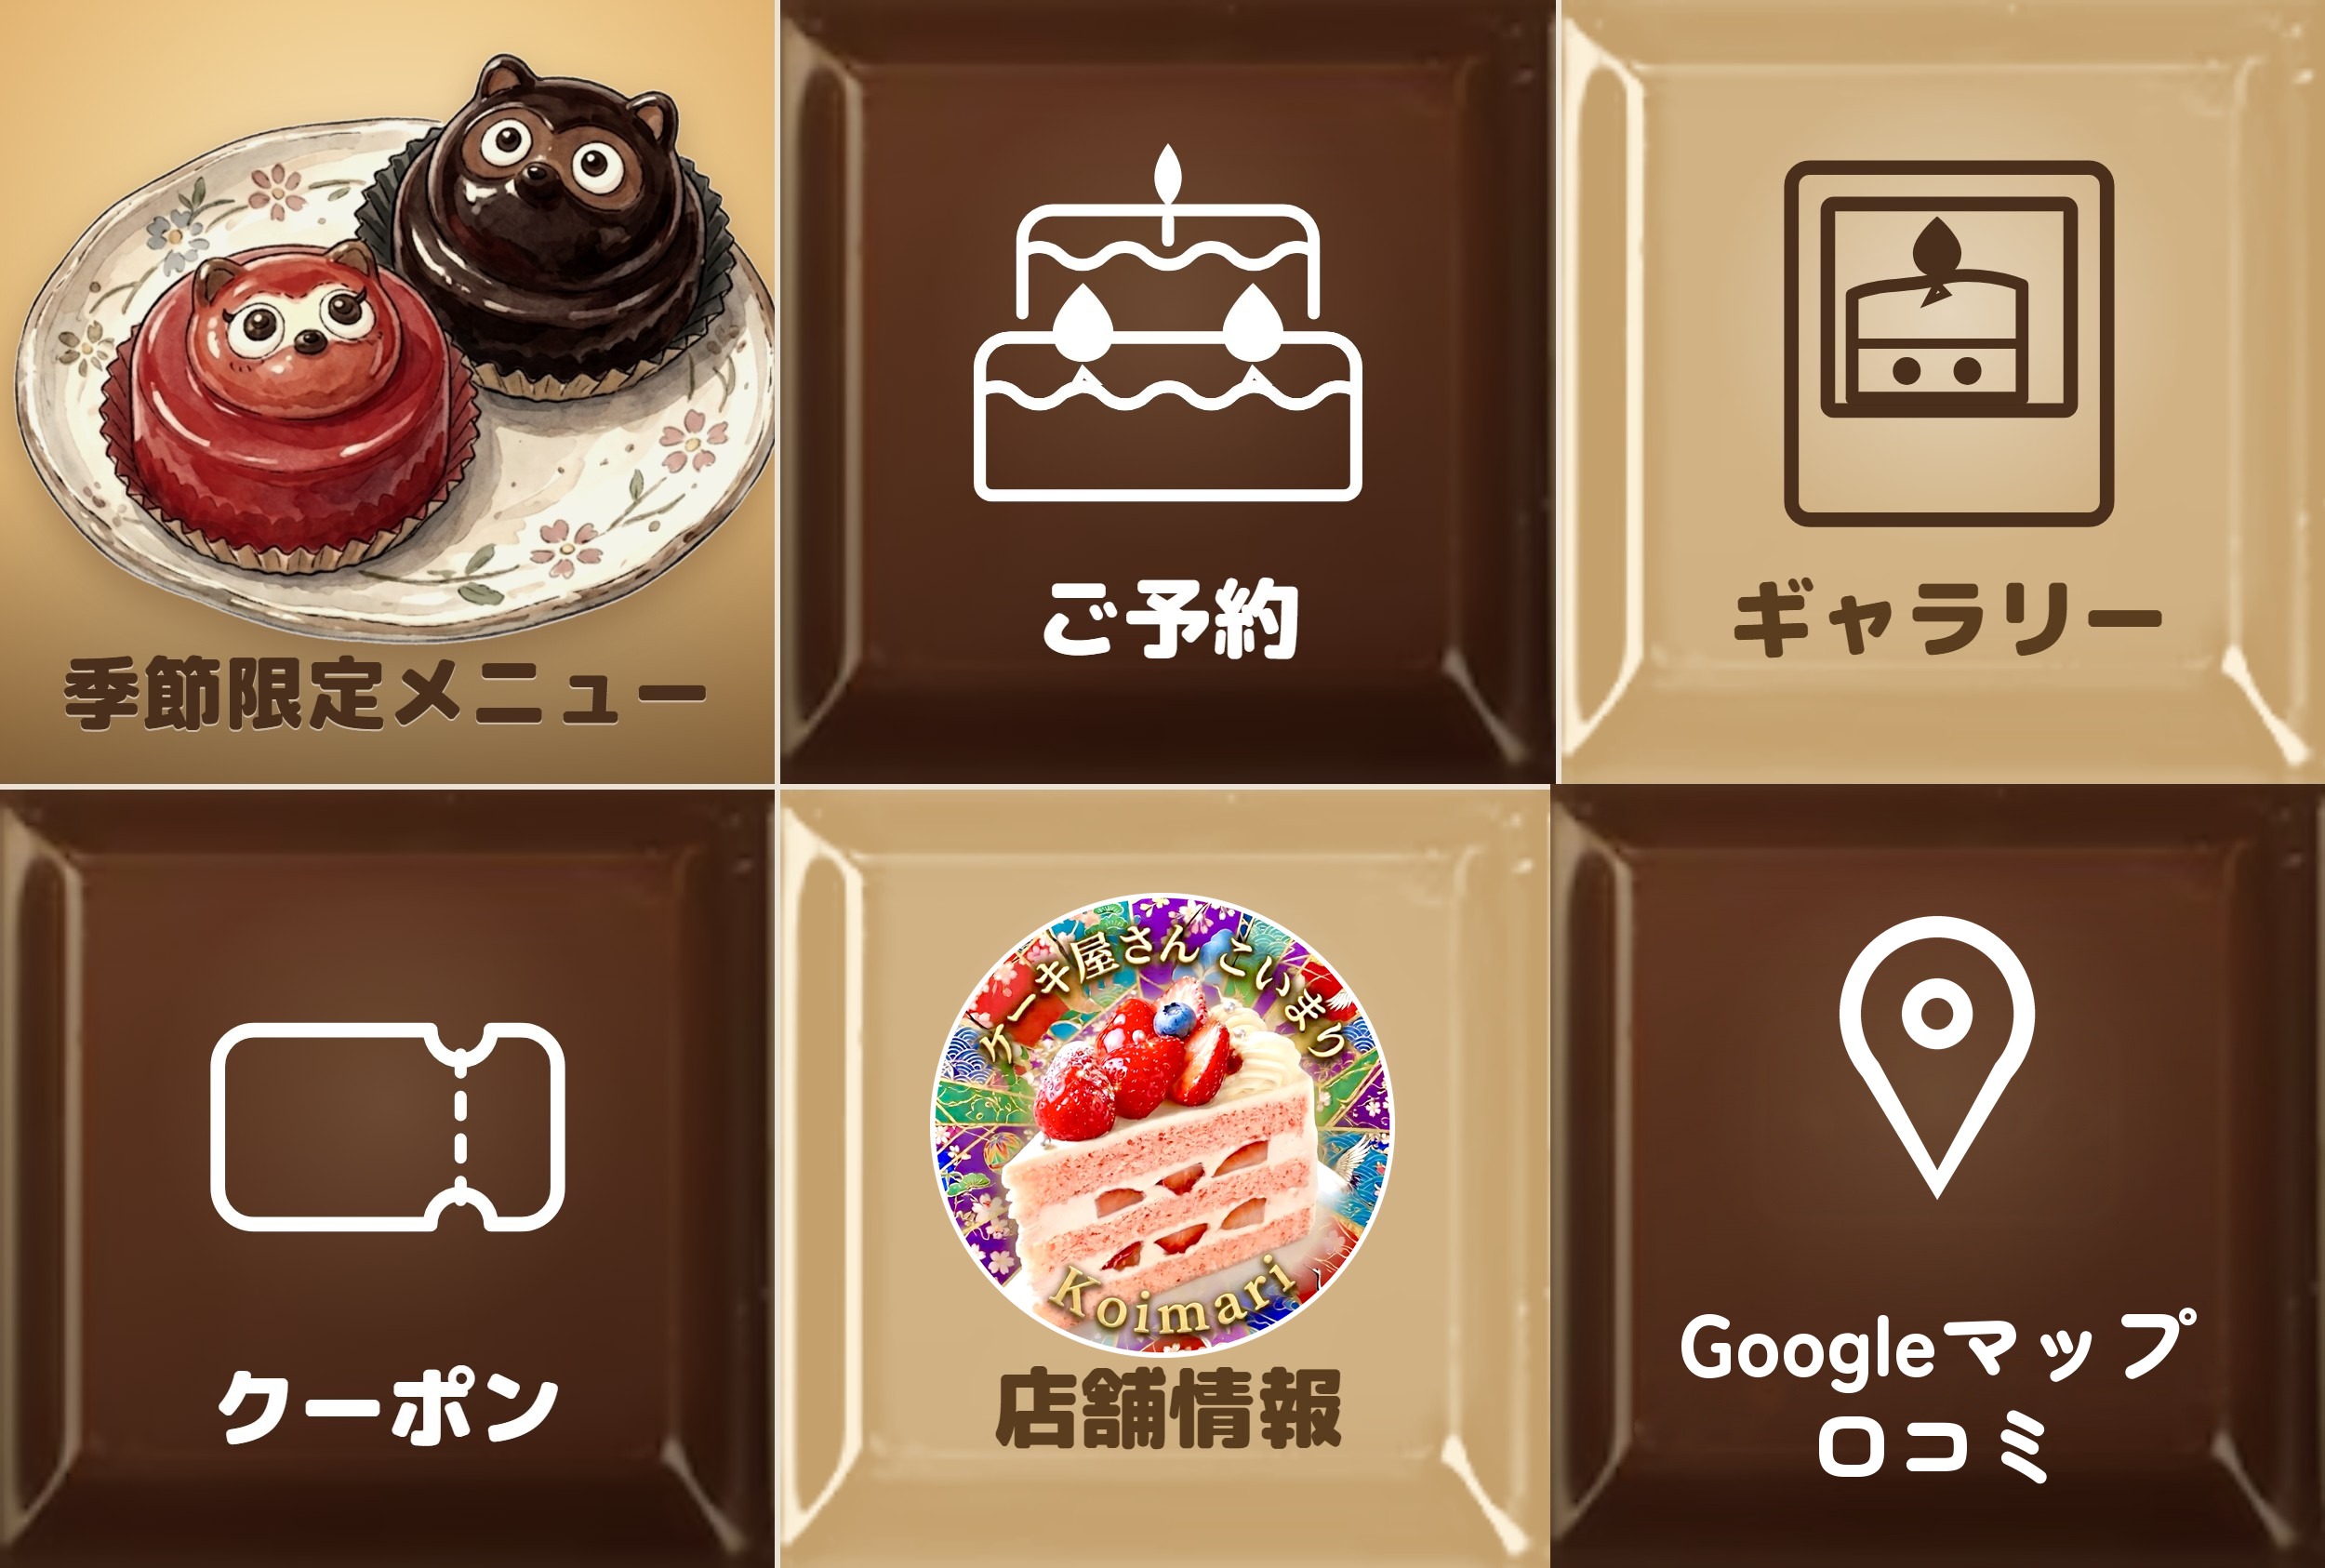 季節限定メニュー
ご予約
ギャラリー
クーポン
ケーキ屋さん こいまり
Koimari
店舗情報
Googleマップ
口コミ